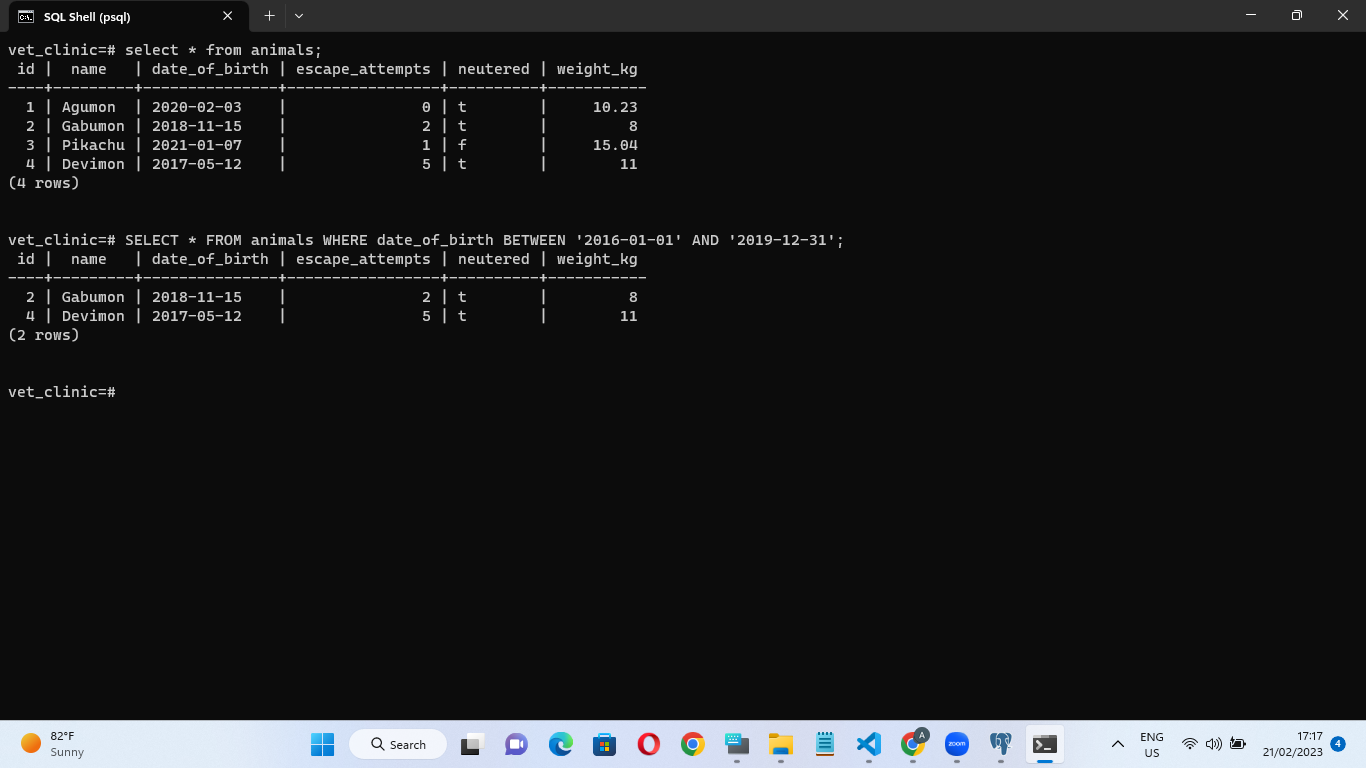 SQL Shell (psql)
vet_clinic=# select * from animals;
 id |  name   | date_of_birth | escape_attempts | neutered | weight_kg
----+---------+---------------+-----------------+----------+-----------
  1 | Agumon  | 2020-02-03    |               0 | t        |     10.23
  2 | Gabumon | 2018-11-15    |               2 | t        |         8
  3 | Pikachu | 2021-01-07    |               1 | f        |     15.04
  4 | Devimon | 2017-05-12    |               5 | t        |        11
(4 rows)
vet_clinic=# SELECT * FROM animals WHERE date_of_birth BETWEEN '2016-01-01' AND '2019-12-31';
 id |  name   | date_of_birth | escape_attempts | neutered | weight_kg
----+---------+---------------+-----------------+----------+-----------
  2 | Gabumon | 2018-11-15    |               2 | t        |         8
  4 | Devimon | 2017-05-12    |               5 | t        |        11
(2 rows)
vet_clinic=#
82°F
Sunny
Search
A
zoom
ENG
US
17:17
21/02/2023
4